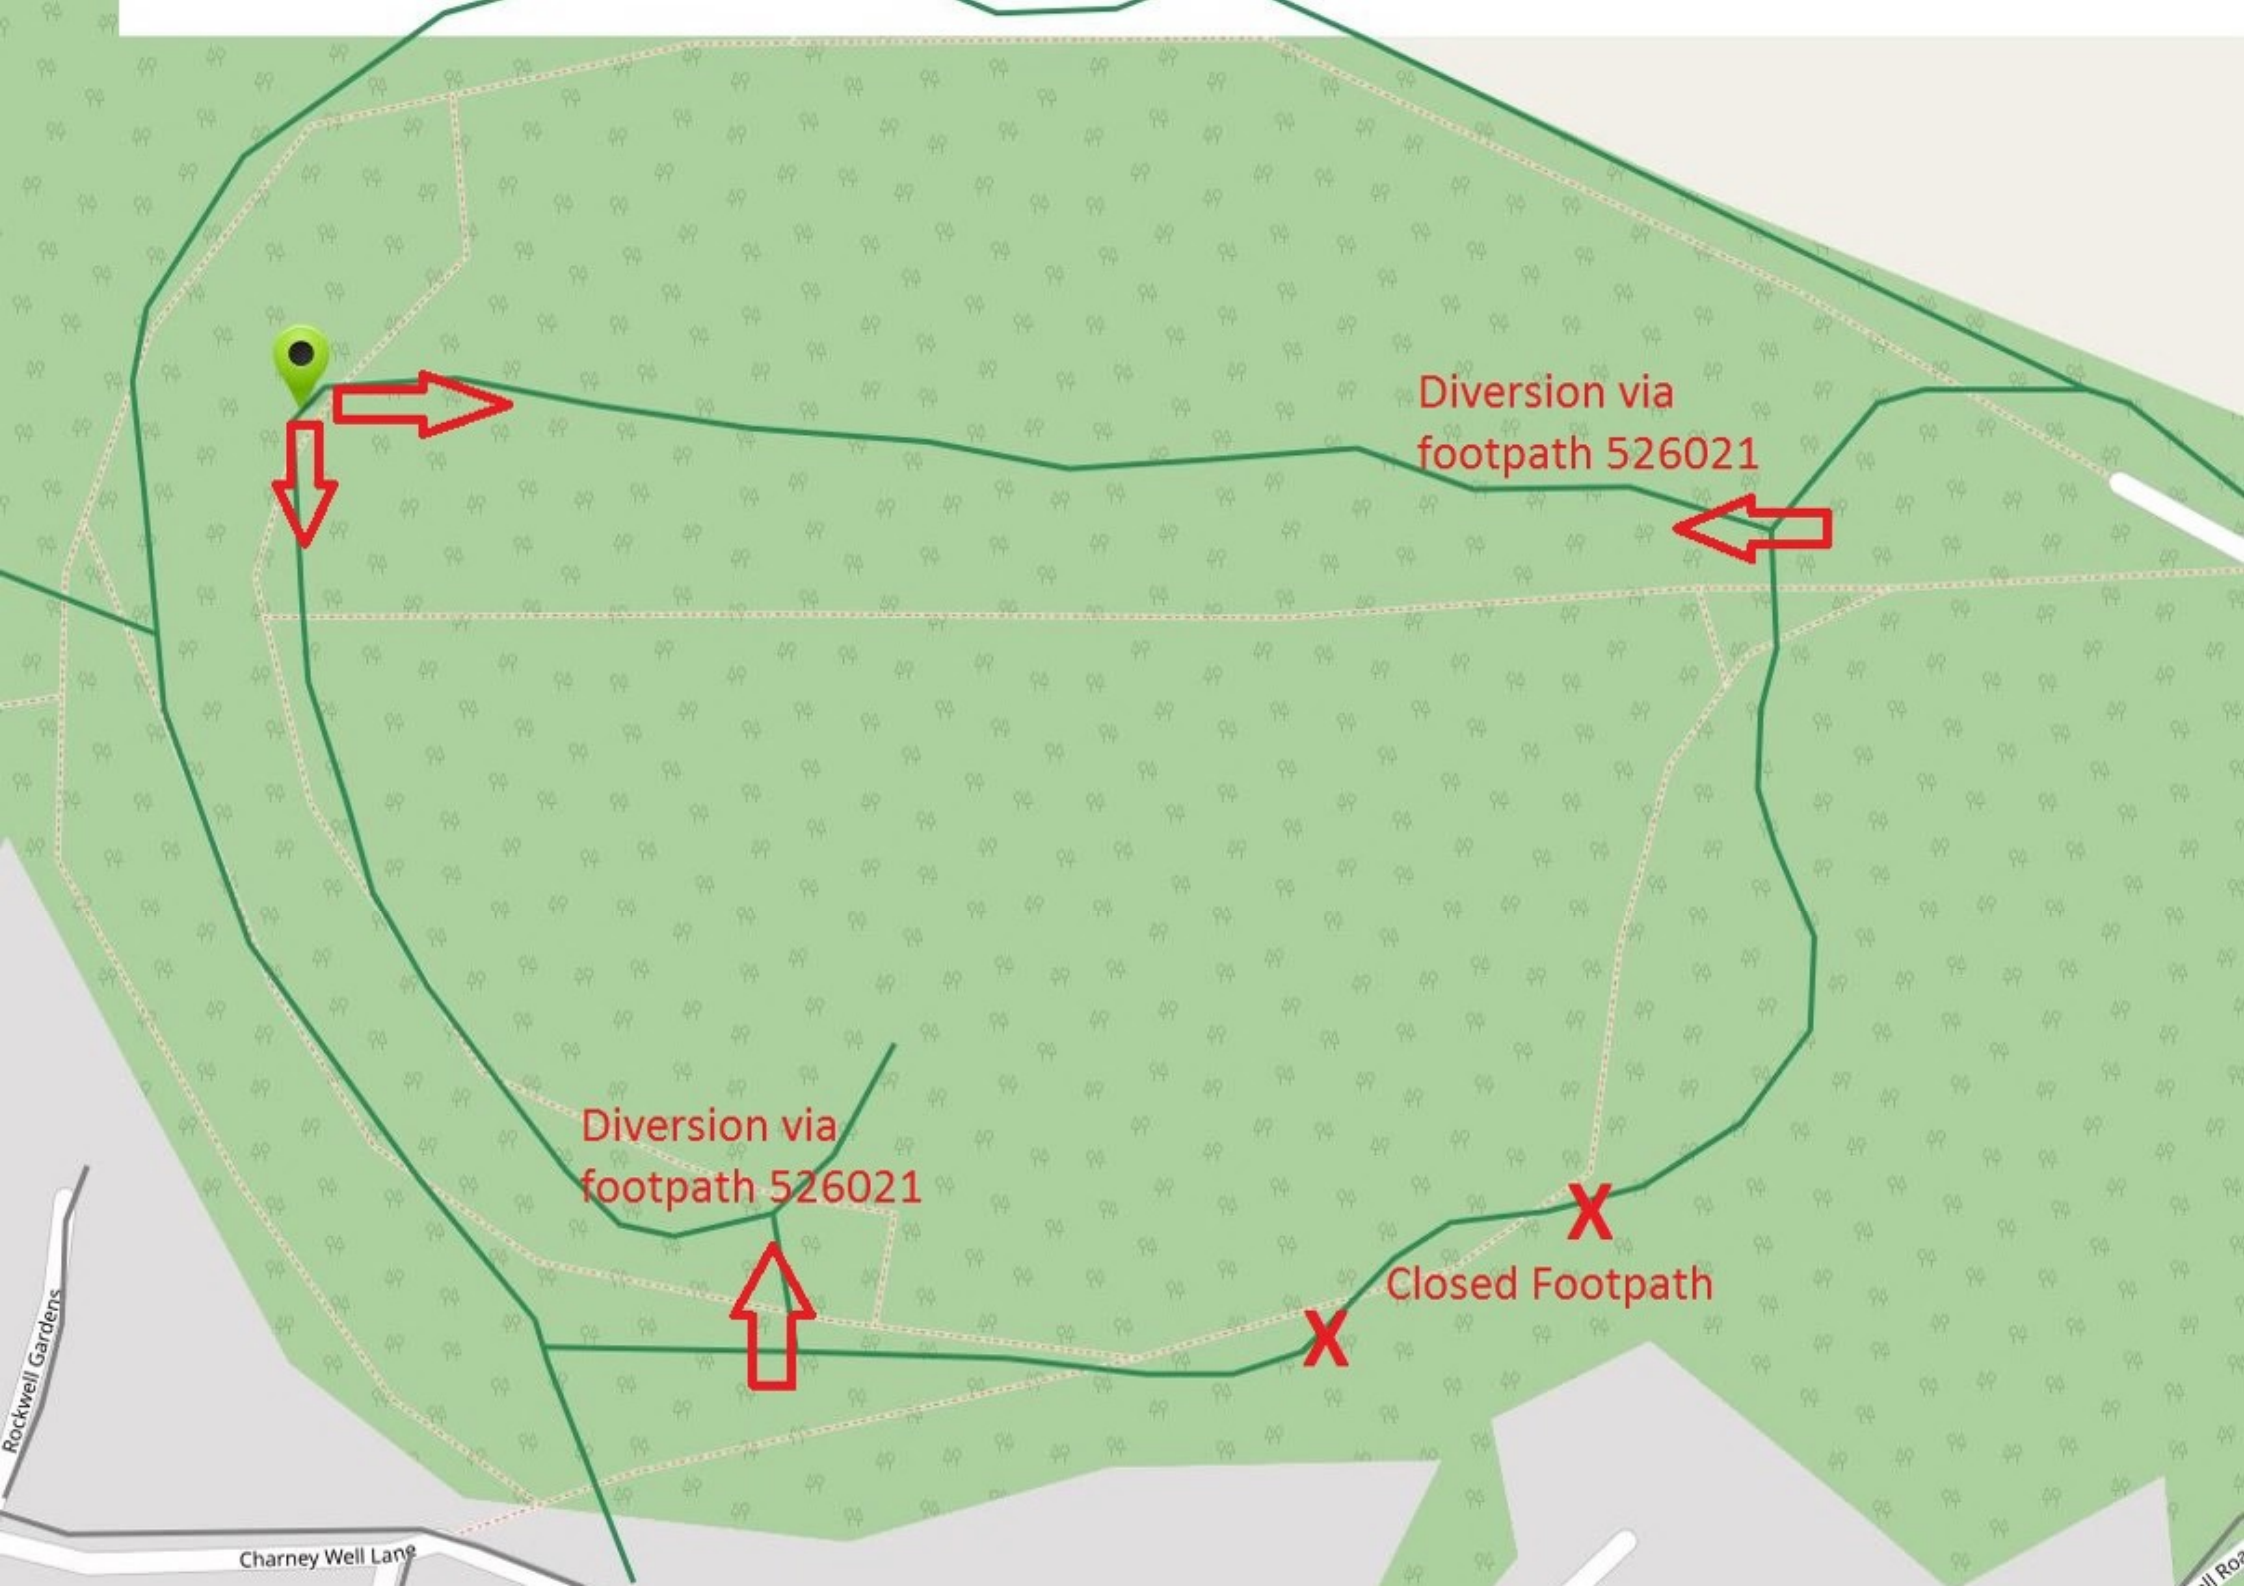 Diversion via
footpath 526021
Diversion via
footpath 526021
X
Closed Footpath
X
Rockwell Gardens
Charney Well Lane